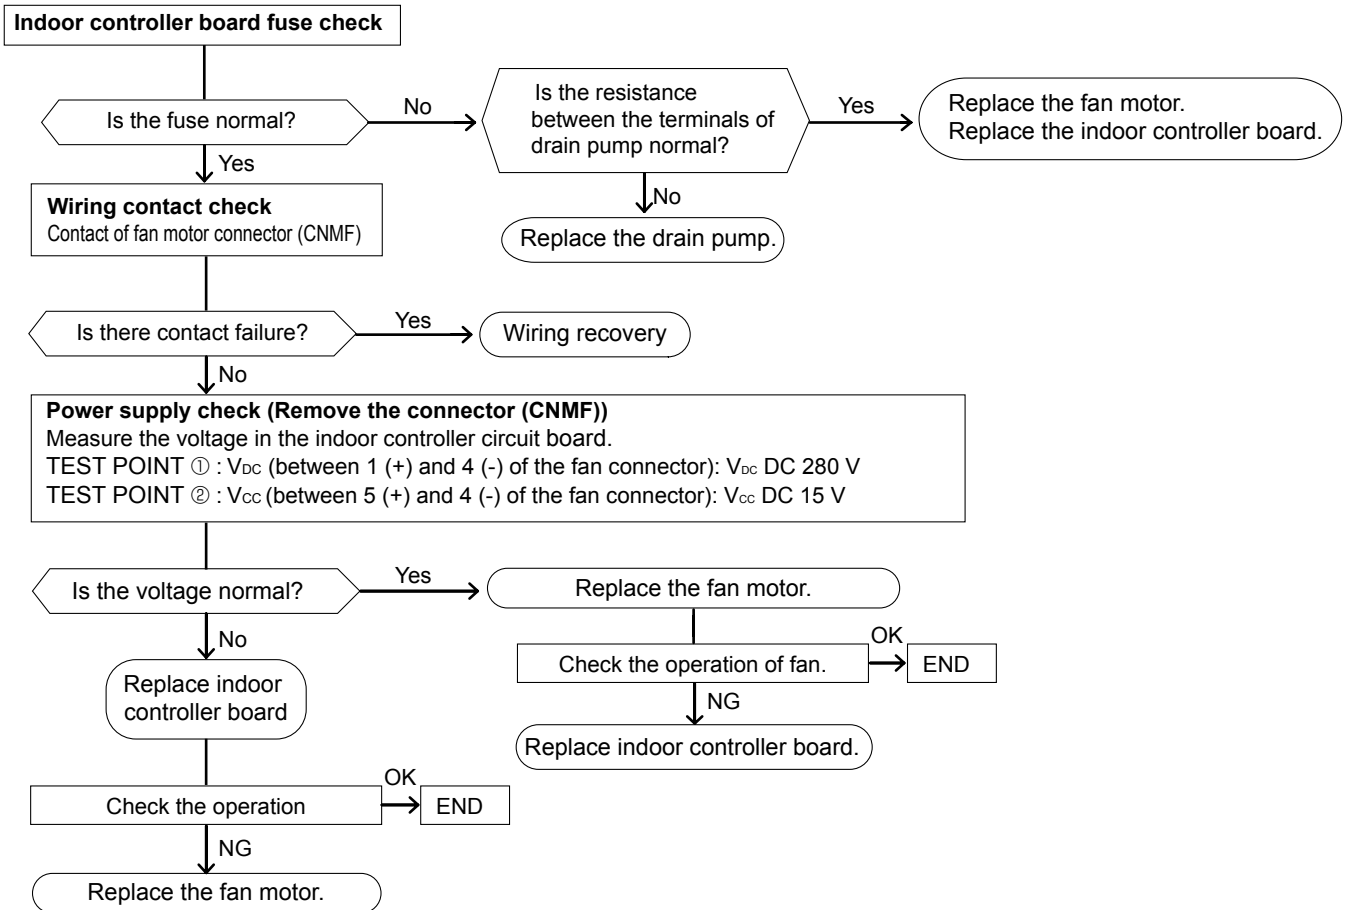 Indoor controller board fuse check
Is the fuse normal?
No
Is the resistance
between the terminals of
drain pump normal?
Yes
Replace the fan motor.
Replace the indoor controller board.
No
Replace the drain pump.
Yes
Wiring contact check
Contact of fan motor connector (CNMF)
Is there contact failure?
Yes
Wiring recovery
No
Power supply check (Remove the connector (CNMF))
Measure the voltage in the indoor controller circuit board.
TEST POINT ① : VDC (between 1 (+) and 4 (-) of the fan connector): VDC DC 280 V
TEST POINT ② : VCC (between 5 (+) and 4 (-) of the fan connector): VCC DC 15 V
Is the voltage normal?
Yes
Replace the fan motor.
Check the operation of fan.
OK
END
NG
Replace indoor controller board.
No
Replace indoor
controller board
Check the operation
OK
END
NG
Replace the fan motor.